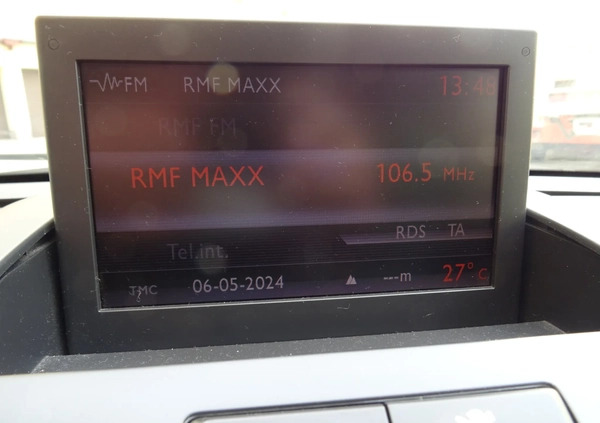 FM RMF MAXX 13:48
RMF FM
RMF MAXX 106.5 MHz
RDS TA
Tel.int.
TMC 06-05-2024 ---m 27° C